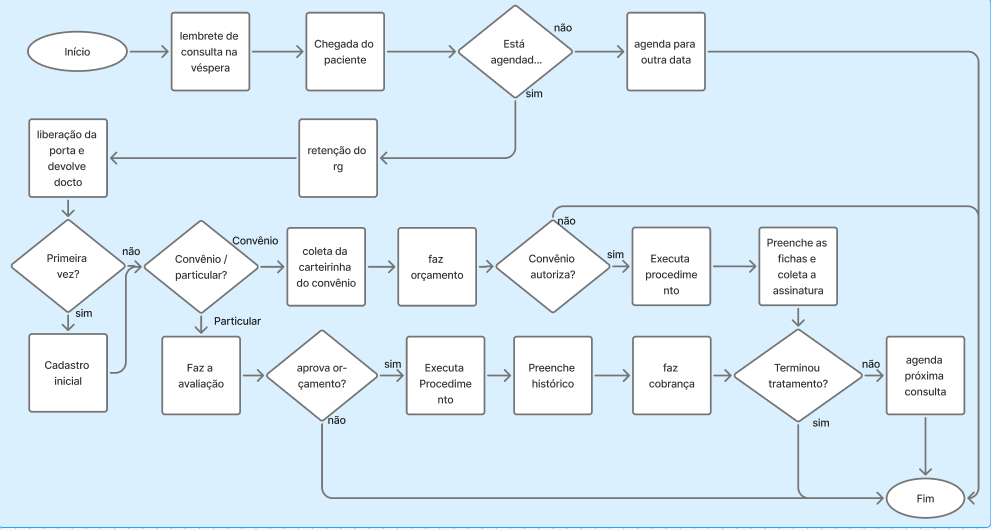 Início
lembrete de
consulta na
véspera
Chegada do
paciente
Está
agendad...
não
sim
agenda para
outra data
liberação da
porta e
devolve
docto
retenção do
rg
Primeira
vez?
não
sim
Convênio /
particular?
Convênio
Particular
coleta da
carteirinha
do convênio
faz
orçamento
Convênio
autoriza?
não
sim
Executa
procedime
nto
Preenche as
fichas e
coleta a
assinatura
Cadastro
inicial
Faz a
avaliação
aprova or-
çamento?
sim
não
Executa
Procedime
nto
Preenche
histórico
faz
cobrança
Terminou
tratamento?
não
sim
agenda
próxima
consulta
Fim